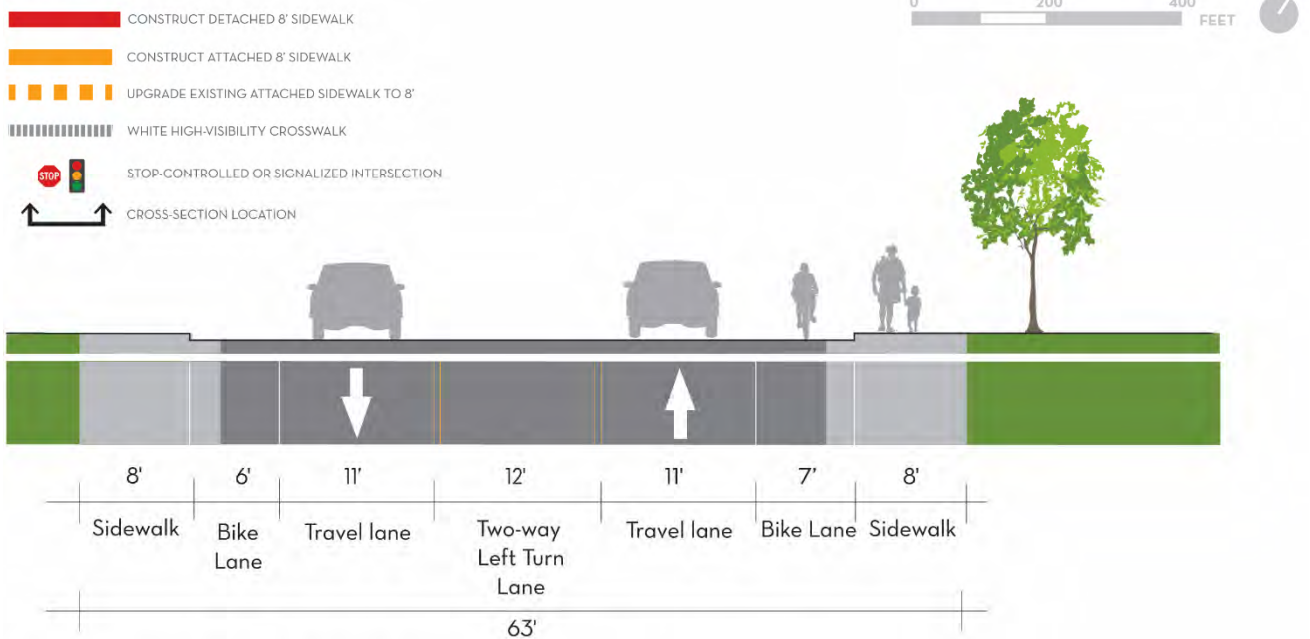 CONSTRUCT DETACHED 8' SIDEWALK
CONSTRUCT ATTACHED 8' SIDEWALK
UPGRADE EXISTING ATTACHED SIDEWALK TO 8'
WHITE HIGH-VISIBILITY CROSSWALK
STOP
STOP-CONTROLLED OR SIGNALIZED INTERSECTION
CROSS-SECTION LOCATION
0 200 400
FEET
8' 6' 11' 12' 11' 7' 8'
Sidewalk Bike Travel lane Two-way Travel lane Bike Lane Sidewalk
Lane Left Turn
Lane
63'